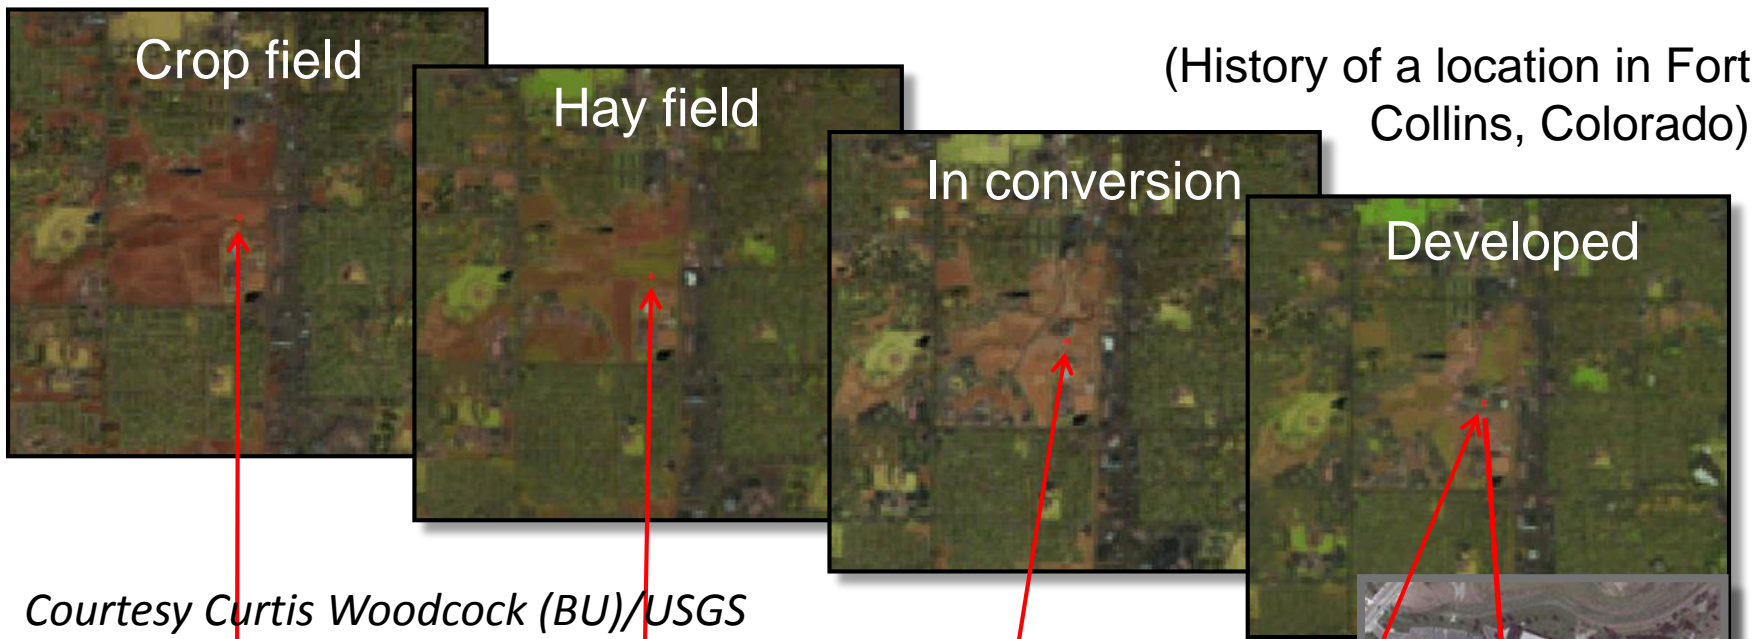 Crop field
Hay field
In conversion
Developed
(History of a location in Fort
Collins, Colorado)
Courtesy Curtis Woodcock (BU)/USGS